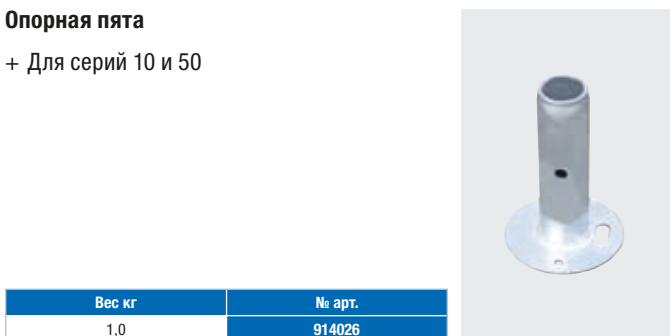 Опорная пята
+ Для серий 10 и 50
Вес кг № арт.
1,0 914026